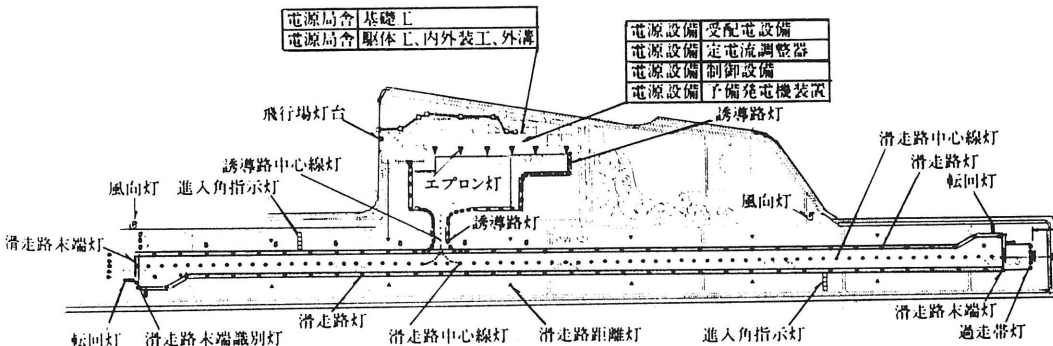 電源局舎 基礎工
電源局舎 駆体工、内外装工、外溝
電源設備 受配電設備
電源設備 定電流調整器
電源設備 制御設備
電源設備 予備発電機装置
飛行場灯台
誘導路灯
滑走路中心線灯
誘導路中心線灯
滑走路灯
エプロン灯
転回灯
風向灯
進入角指示灯
風向灯
誘導路灯
滑走路末端灯
転回灯
滑走路末端識別灯
滑走路灯
滑走路中心線灯
滑走路距離灯
進入角指示灯
滑走路末端灯
過走帯灯